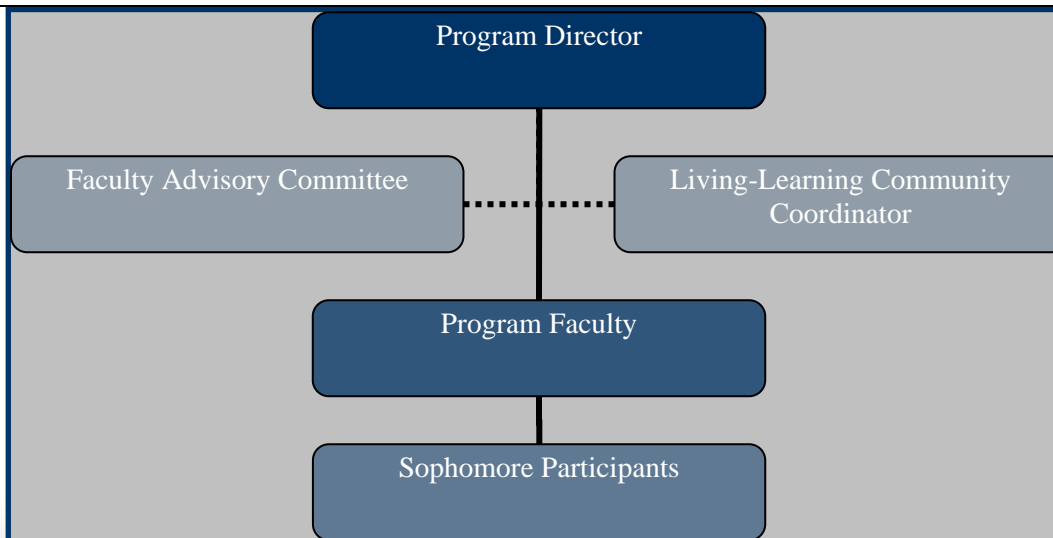 Program Director
Faculty Advisory Committee
Living-Learning Community
Coordinator
Program Faculty
Sophomore Participants